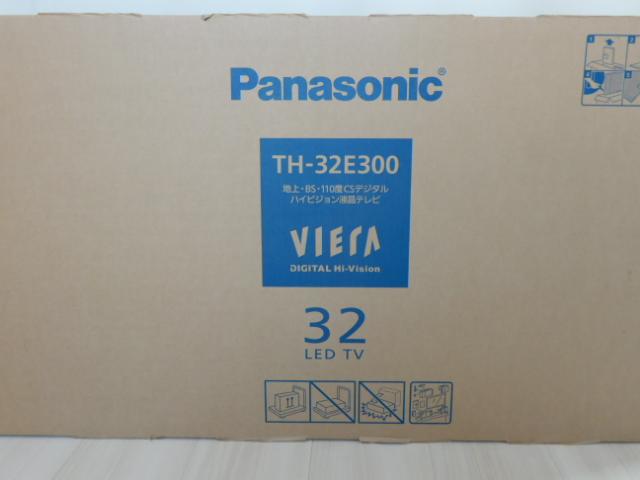 Panasonic®
TH-32E300
地上・BS・110度CSデジタル
ハイビジョン液晶テレビ
VIERA
DIGITAL Hi-Vision
32
LED TV